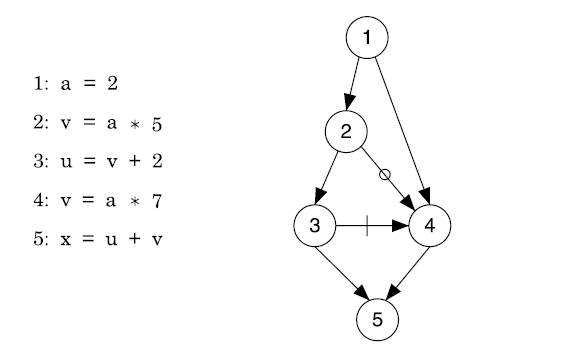 1
1: a = 2
2: v = a * 5
2
3: u = v + 2
4: v = a * 7
3
4
5: x = u + v
5